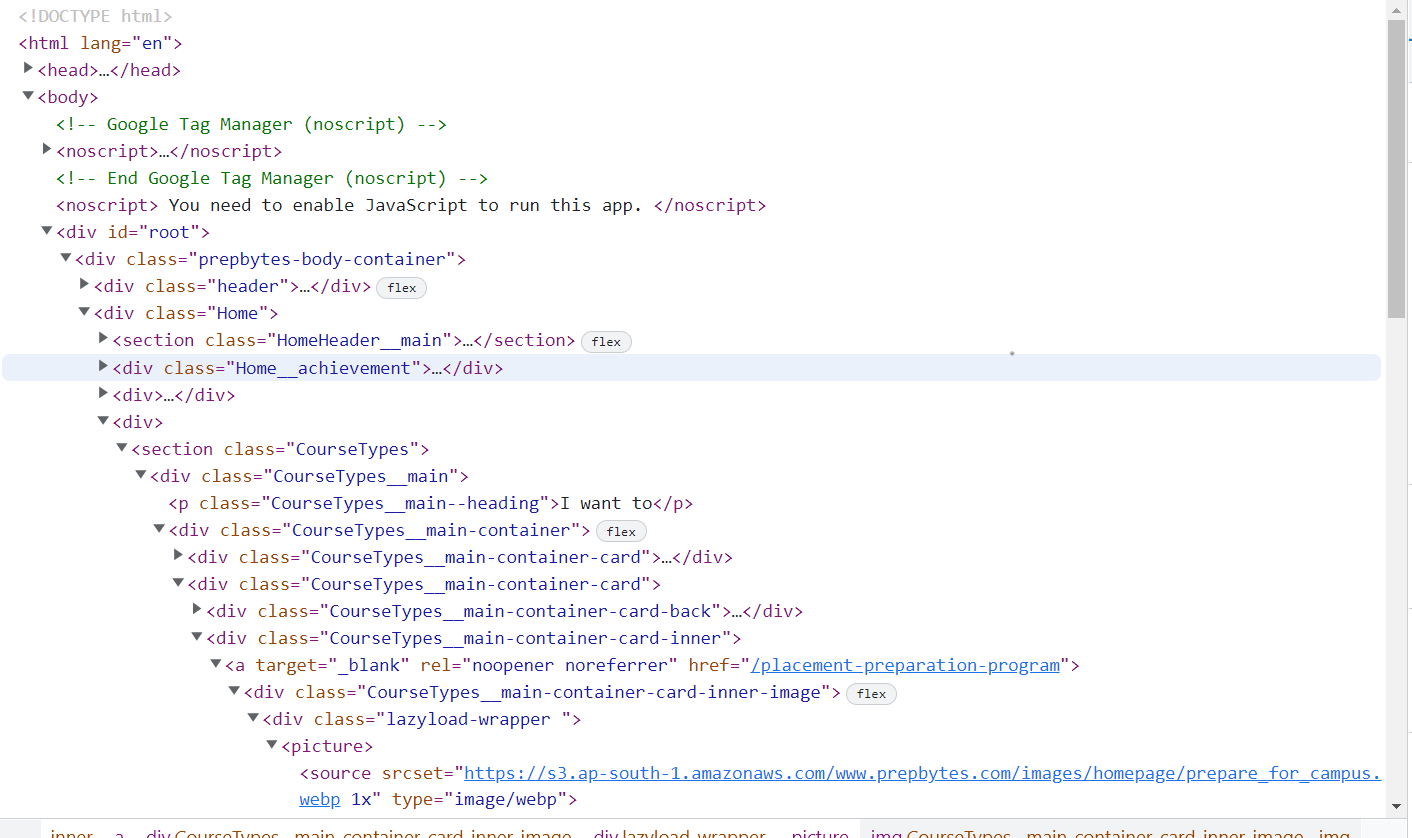 <!DOCTYPE html>
<html lang="en">
<head>…</head>
<body>
<!-- Google Tag Manager (noscript) -->
<noscript>…</noscript>
<!-- End Google Tag Manager (noscript) -->
<noscript> You need to enable JavaScript to run this app. </noscript>
<div id="root">
<div class="prepbytes-body-container">
<div class="header">…</div> flex
<div class="Home">
<section class="HomeHeader__main">…</section> flex
<div class="Home__achievement">…</div>
<div>…</div>
<div>
<section class="CourseTypes">
<div class="CourseTypes__main">
<p class="CourseTypes__main--heading">I want to</p>
<div class="CourseTypes__main-container"> flex
<div class="CourseTypes__main-container-card">…</div>
<div class="CourseTypes__main-container-card">
<div class="CourseTypes__main-container-card-back">…</div>
<div class="CourseTypes__main-container-card-inner">
<a target="_blank" rel="noopener noreferrer" href="/placement-preparation-program">
<div class="CourseTypes__main-container-card-inner-image"> flex
<div class="lazyload-wrapper ">
<picture>
<source srcset="https://s3.ap-south-1.amazonaws.com/www.prepbytes.com/images/homepage/prepare_for_campus.
webp 1x" type="image/webp">
inner a div.CourseTypes__main-container-card-inner-image div.lazyload-wrapper picture img.CourseTypes__main-container-card-inner-image--img